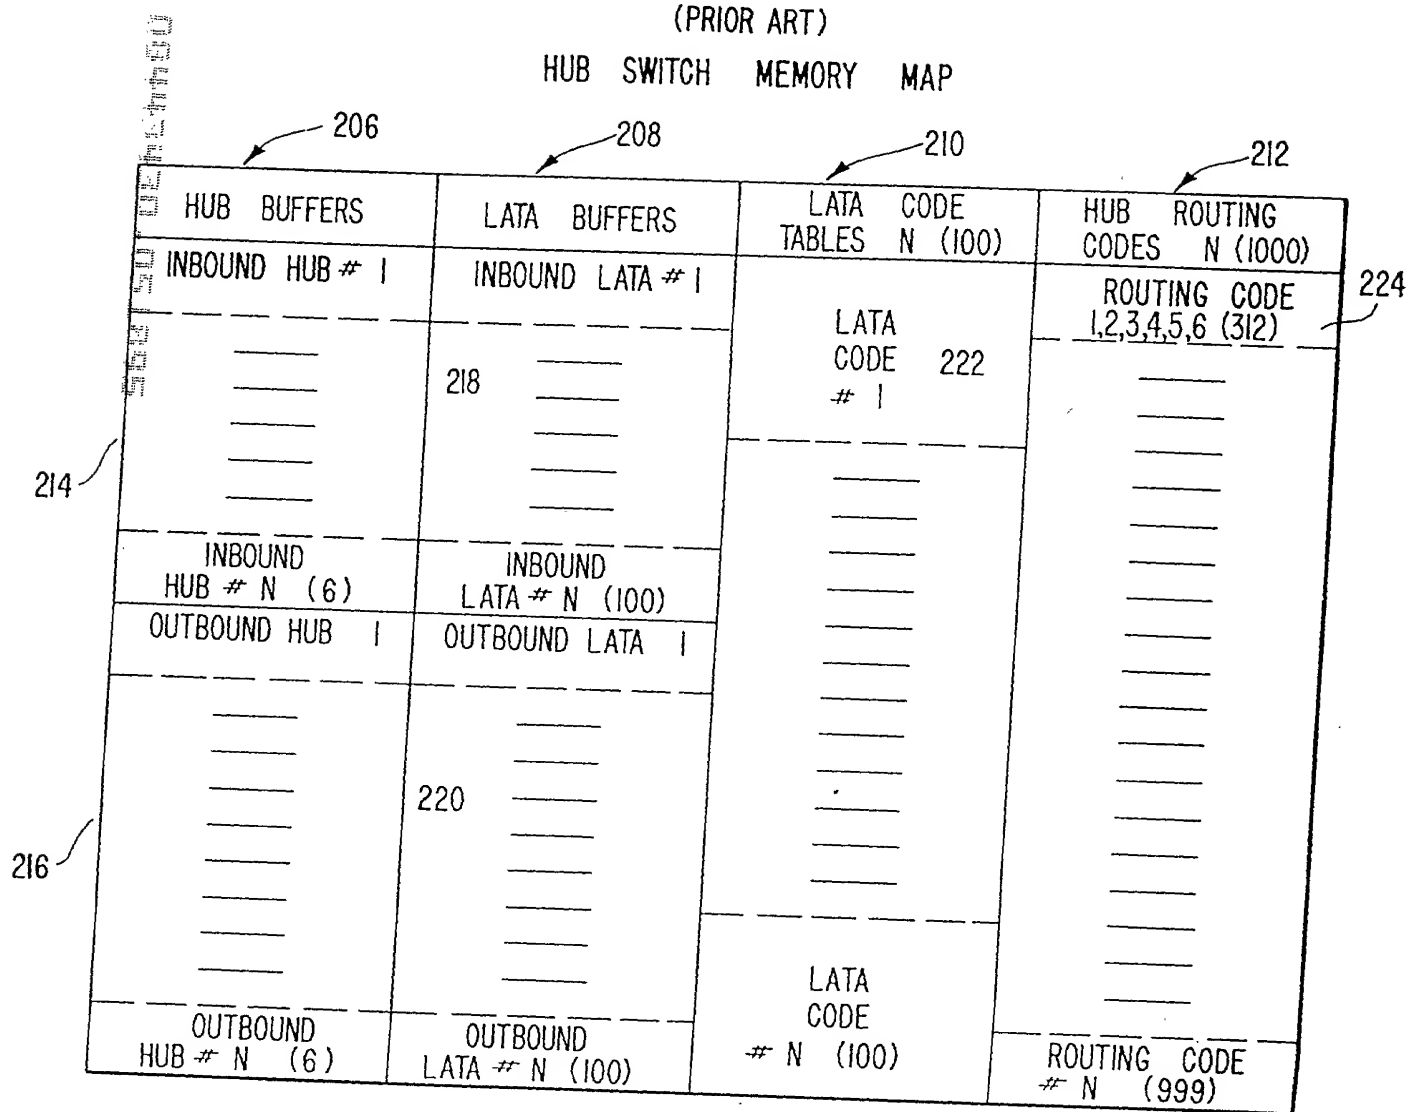 (PRIOR ART)
HUB SWITCH MEMORY MAP
206
208
210
212
HUB BUFFERS
LATA BUFFERS
LATA CODE
TABLES N (100)
HUB ROUTING
CODES N (1000)
INBOUND HUB # 1
INBOUND LATA # 1
LATA
CODE 222
# 1
ROUTING CODE
1,2,3,4,5,6 (312)
224
218
214
INBOUND
HUB # N (6)
INBOUND
LATA # N (100)
OUTBOUND HUB 1
OUTBOUND LATA 1
220
216
OUTBOUND
HUB # N (6)
OUTBOUND
LATA # N (100)
LATA
CODE
# N (100)
ROUTING CODE
# N (999)